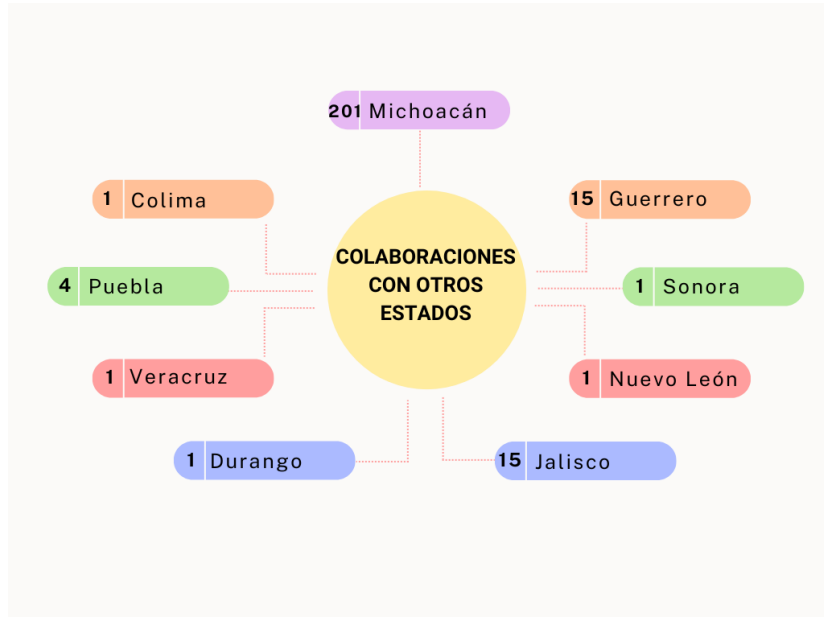 201 Michoacán
1 Colima
15 Guerrero
COLABORACIONES
CON OTROS
ESTADOS
4 Puebla
1 Sonora
1 Veracruz
1 Nuevo León
1 Durango
15 Jalisco